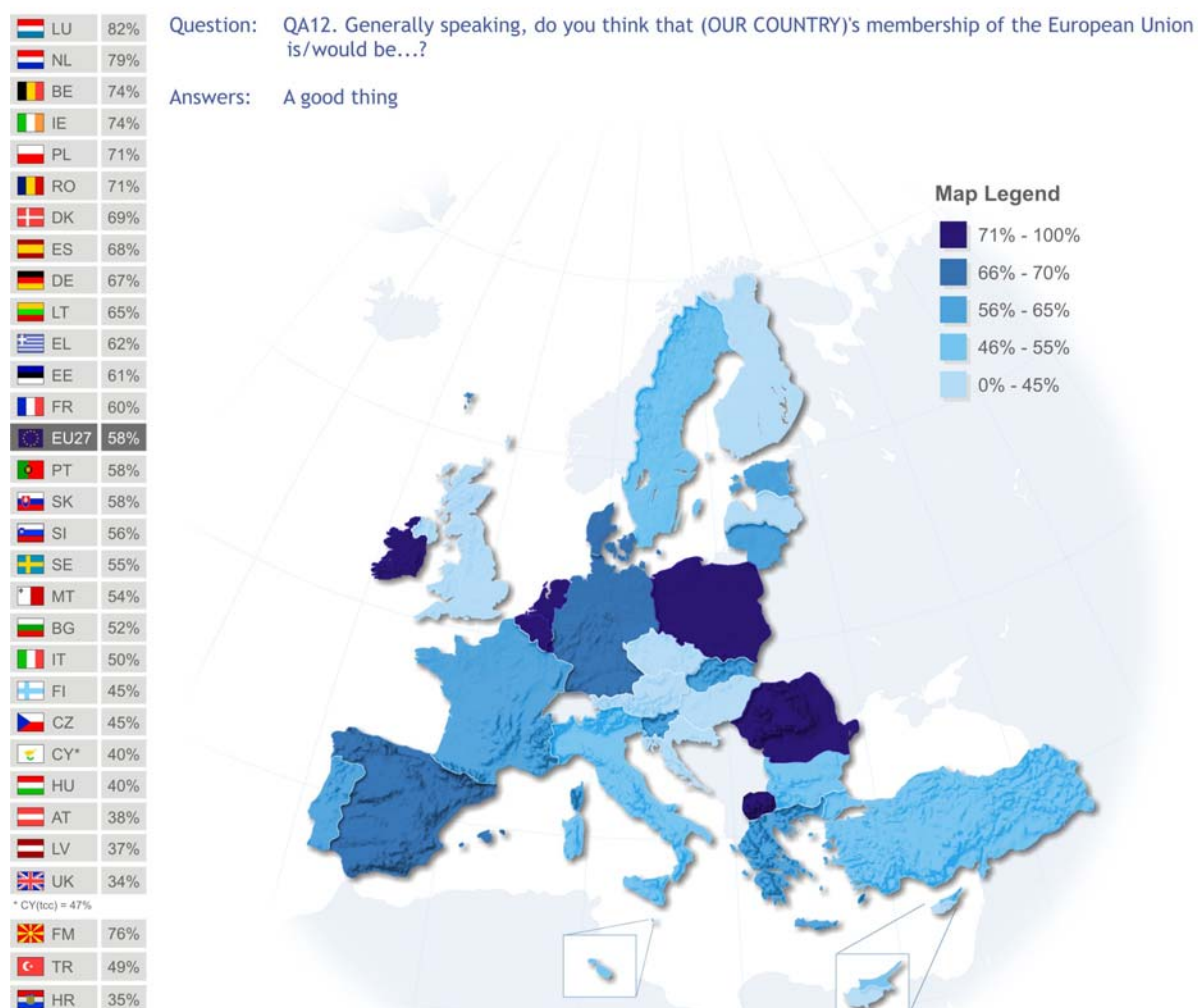 Question: QA12. Generally speaking, do you think that (OUR COUNTRY)'s membership of the European Union
is/would be...?
Answers: A good thing
LU 82%
NL 79%
BE 74%
IE 74%
PL 71%
RO 71%
DK 69%
ES 68%
DE 67%
LT 65%
EL 62%
EE 61%
FR 60%
EU27 58%
PT 58%
SK 58%
SI 56%
SE 55%
MT 54%
BG 52%
IT 50%
FI 45%
CZ 45%
CY* 40%
HU 40%
AT 38%
LV 37%
UK 34%
* CY(tcc) = 47%
FM 76%
TR 49%
HR 35%
Map Legend
71% - 100%
66% - 70%
56% - 65%
46% - 55%
0% - 45%